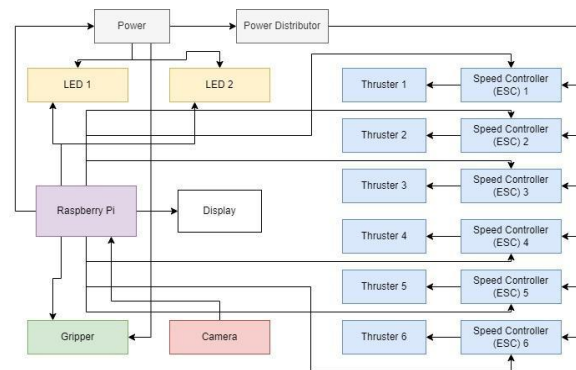 Power
Power Distributor
LED 1
LED 2
Thruster 1
Speed Controller
(ESC) 1
Thruster 2
Speed Controller
(ESC) 2
Thruster 3
Speed Controller
(ESC) 3
Raspberry Pi
Display
Thruster 4
Speed Controller
(ESC) 4
Thruster 5
Speed Controller
(ESC) 5
Gripper
Camera
Thruster 6
Speed Controller
(ESC) 6